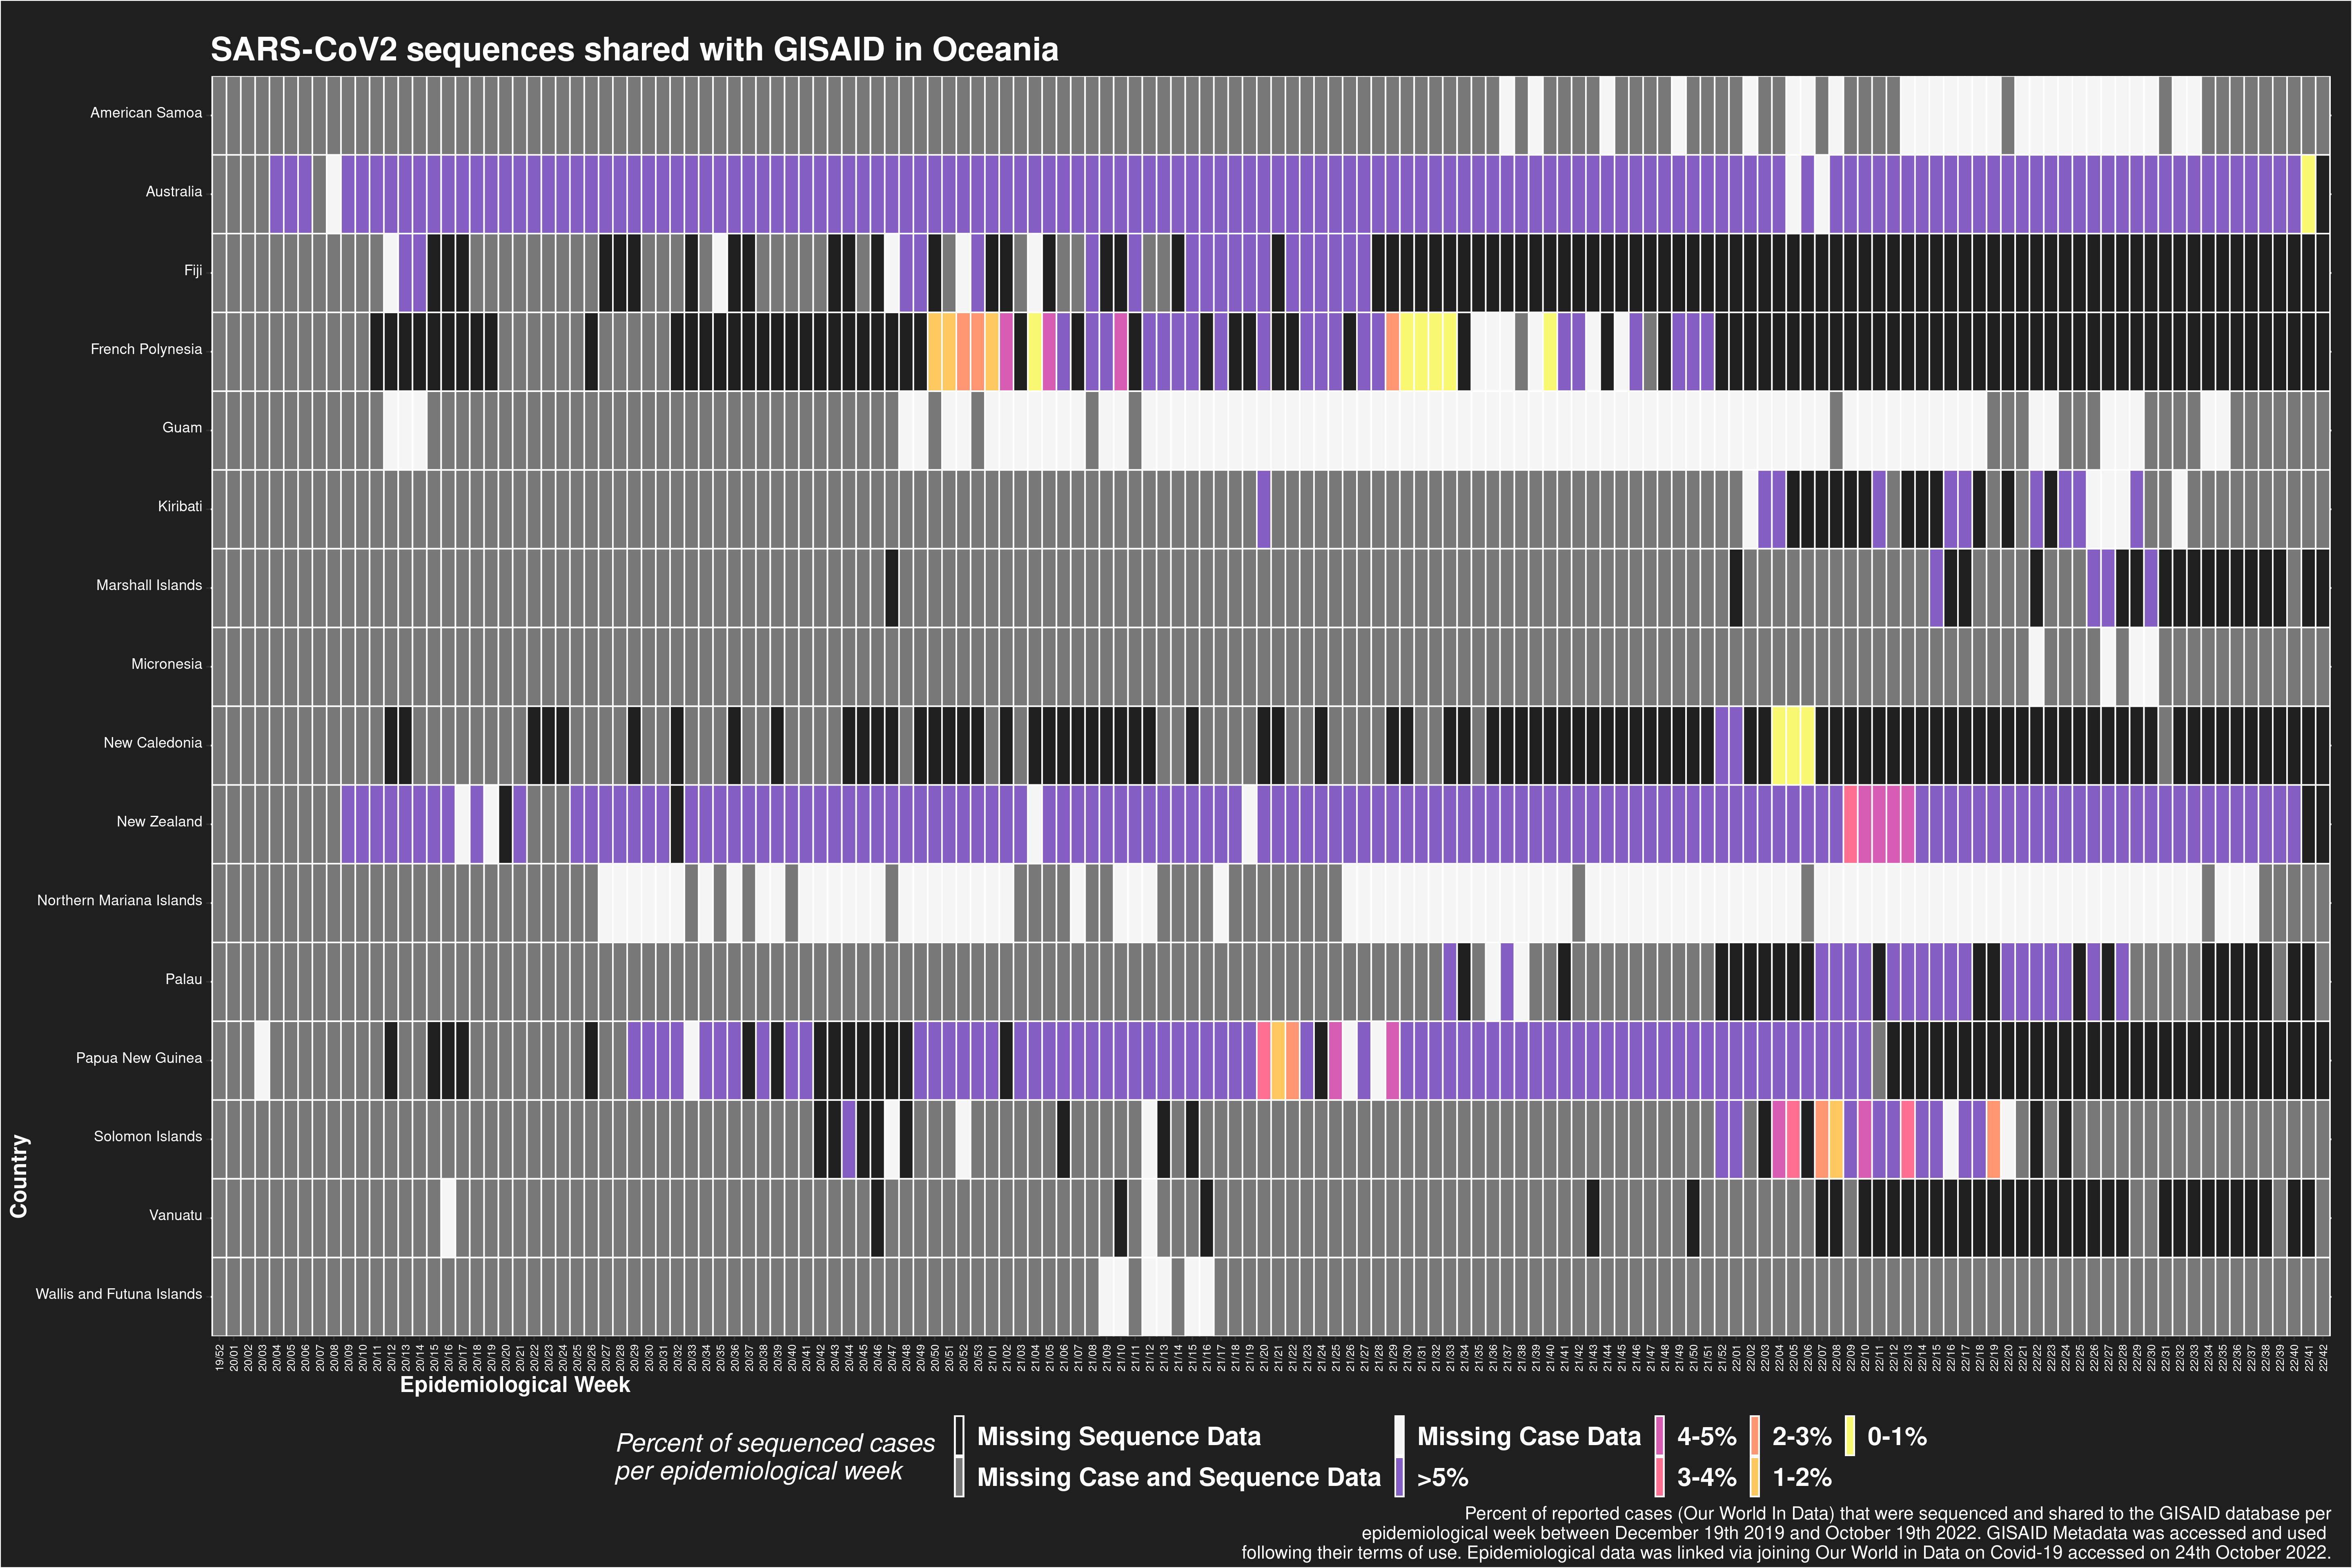 SARS-CoV2 sequences shared with GISAID in Oceania
American Samoa
Australia
Fiji
French Polynesia
Guam
Kiribati
Marshall Islands
Micronesia
New Caledonia
New Zealand
Northern Mariana Islands
Palau
Papua New Guinea
Solomon Islands
Vanuatu
Wallis and Futuna Islands
Country
19/52 20/01 20/02 20/03 20/04 20/05 20/06 20/07 20/08 20/09 20/10 20/11 20/12 20/13 20/14 20/15 20/16 20/17 20/18 20/19 20/20 20/21 20/22 20/23 20/24 20/25 20/26 20/27 20/28 20/29 20/30 20/31 20/32 20/33 20/34 20/35 20/36 20/37 20/38 20/39 20/40 20/41 20/42 20/43 20/44 20/45 20/46 20/47 20/48 20/49 20/50 20/51 20/52 20/53 21/01 21/02 21/03 21/04 21/05 21/06 21/07 21/08 21/09 21/10 21/11 21/12 21/13 21/14 21/15 21/16 21/17 21/18 21/19 21/20 21/21 21/22 21/23 21/24 21/25 21/26 21/27 21/28 21/29 21/30 21/31 21/32 21/33 21/34 21/35 21/36 21/37 21/38 21/39 21/40 21/41 21/42 21/43 21/44 21/45 21/46 21/47 21/48 21/49 21/50 21/51 21/52 22/01 22/02 22/03 22/04 22/05 22/06 22/07 22/08 22/09 22/10 22/11 22/12 22/13 22/14 22/15 22/16 22/17 22/18 22/19 22/20 22/21 22/22 22/23 22/24 22/25 22/26 22/27 22/28 22/29 22/30 22/31 22/32 22/33 22/34 22/35 22/36 22/37 22/38 22/39 22/40 22/41 22/42
Epidemiological Week
Percent of sequenced cases
per epidemiological week
Missing Sequence Data
Missing Case and Sequence Data
Missing Case Data
>5%
4-5%
3-4%
2-3%
1-2%
0-1%
Percent of reported cases (Our World In Data) that were sequenced and shared to the GISAID database per
epidemiological week between December 19th 2019 and October 19th 2022. GISAID Metadata was accessed and used
following their terms of use. Epidemiological data was linked via joining Our World in Data on Covid-19 accessed on 24th October 2022.